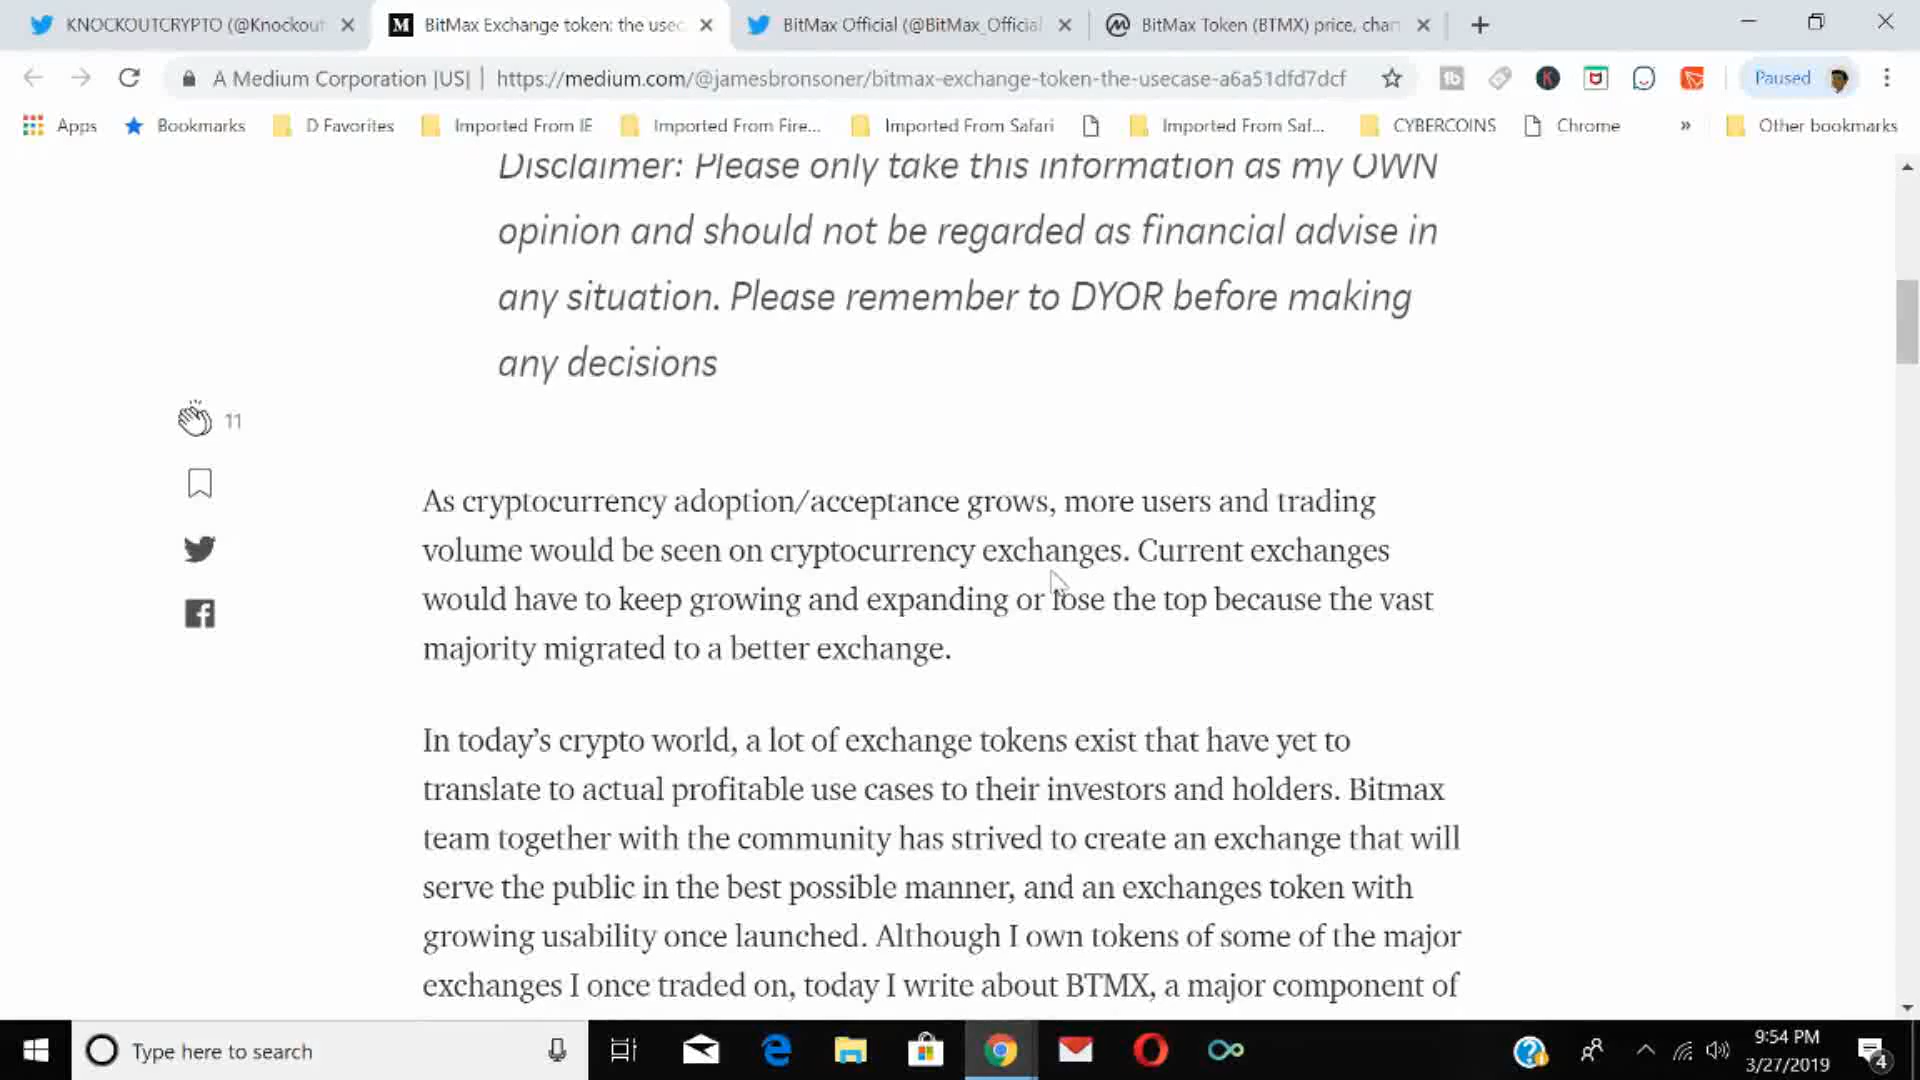 KNOCKOUTCRYPTO (@Knockout
BitMax Exchange token: the usec
BitMax Official (@BitMax_Official
BitMax Token (BTMX) price, char
A Medium Corporation [US] | https://medium.com/@jamesbronsoner/bitmax-exchange-token-the-usecase-a6a51dfd7dcf
Paused
Apps
Bookmarks
D Favorites
Imported From IE
Imported From Fire...
Imported From Safari
Imported From Saf...
CYBERCOINS
Chrome
»
Other bookmarks
Disclaimer: Please only take this information as my OWN
opinion and should not be regarded as financial advise in
any situation. Please remember to DYOR before making
any decisions
11
As cryptocurrency adoption/acceptance grows, more users and trading
volume would be seen on cryptocurrency exchanges. Current exchanges
would have to keep growing and expanding or lose the top because the vast
majority migrated to a better exchange.
In today’s crypto world, a lot of exchange tokens exist that have yet to
translate to actual profitable use cases to their investors and holders. Bitmax
team together with the community has strived to create an exchange that will
serve the public in the best possible manner, and an exchanges token with
growing usability once launched. Although I own tokens of some of the major
exchanges I once traded on, today I write about BTMX, a major component of
Type here to search
9:54 PM
3/27/2019
4